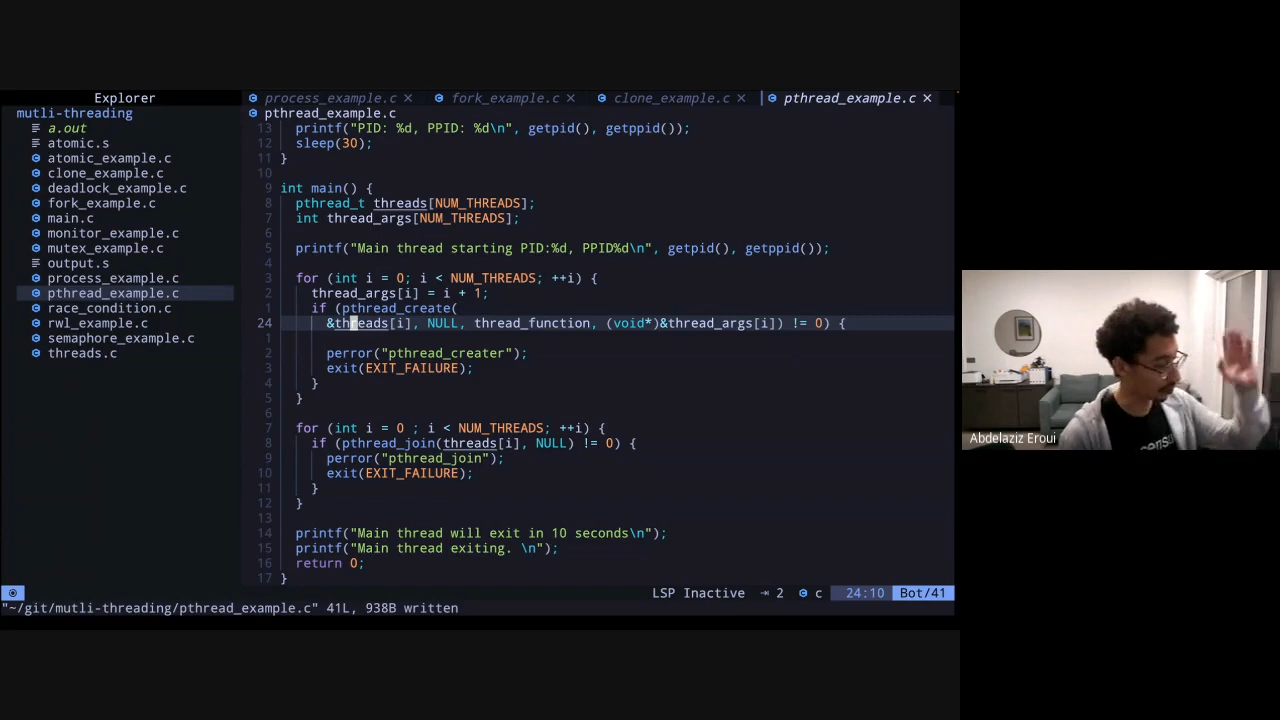 Explorer
mutli-threading
a.out
atomic.s
atomic_example.c
clone_example.c
deadlock_example.c
fork_example.c
main.c
monitor_example.c
mutex_example.c
output.s
process_example.c
pthread_example.c
race_condition.c
rwl_example.c
semaphore_example.c
threads.c
process_example.c × fork_example.c × clone_example.c × pthread_example.c ×
pthread_example.c
13 printf("PID: %d, PPID: %d\n", getpid(), getppid());
12 sleep(30);
11 }
10
9 int main() {
8 pthread_t threads[NUM_THREADS];
7 int thread_args[NUM_THREADS];
6
5 printf("Main thread starting PID:%d, PPID%d\n", getpid(), getppid());
4
3 for (int i = 0; i < NUM_THREADS; ++i) {
2 thread_args[i] = i + 1;
1 if (pthread_create(
24 &threads[i], NULL, thread_function, (void*)&thread_args[i]) != 0) {
1
2 perror("pthread_creater");
3 exit(EXIT_FAILURE);
4 }
5 }
6
7 for (int i = 0 ; i < NUM_THREADS; ++i) {
8 if (pthread_join(threads[i], NULL) != 0) {
9 perror("pthread_join");
10 exit(EXIT_FAILURE);
11 }
12 }
13
14 printf("Main thread will exit in 10 seconds\n");
15 printf("Main thread exiting. \n");
16 return 0;
17 }
LSP Inactive ⇥ 2 c 24:10 Bot/41
"~/git/mutli-threading/pthread_example.c" 41L, 938B written
Abdelaziz Eroui